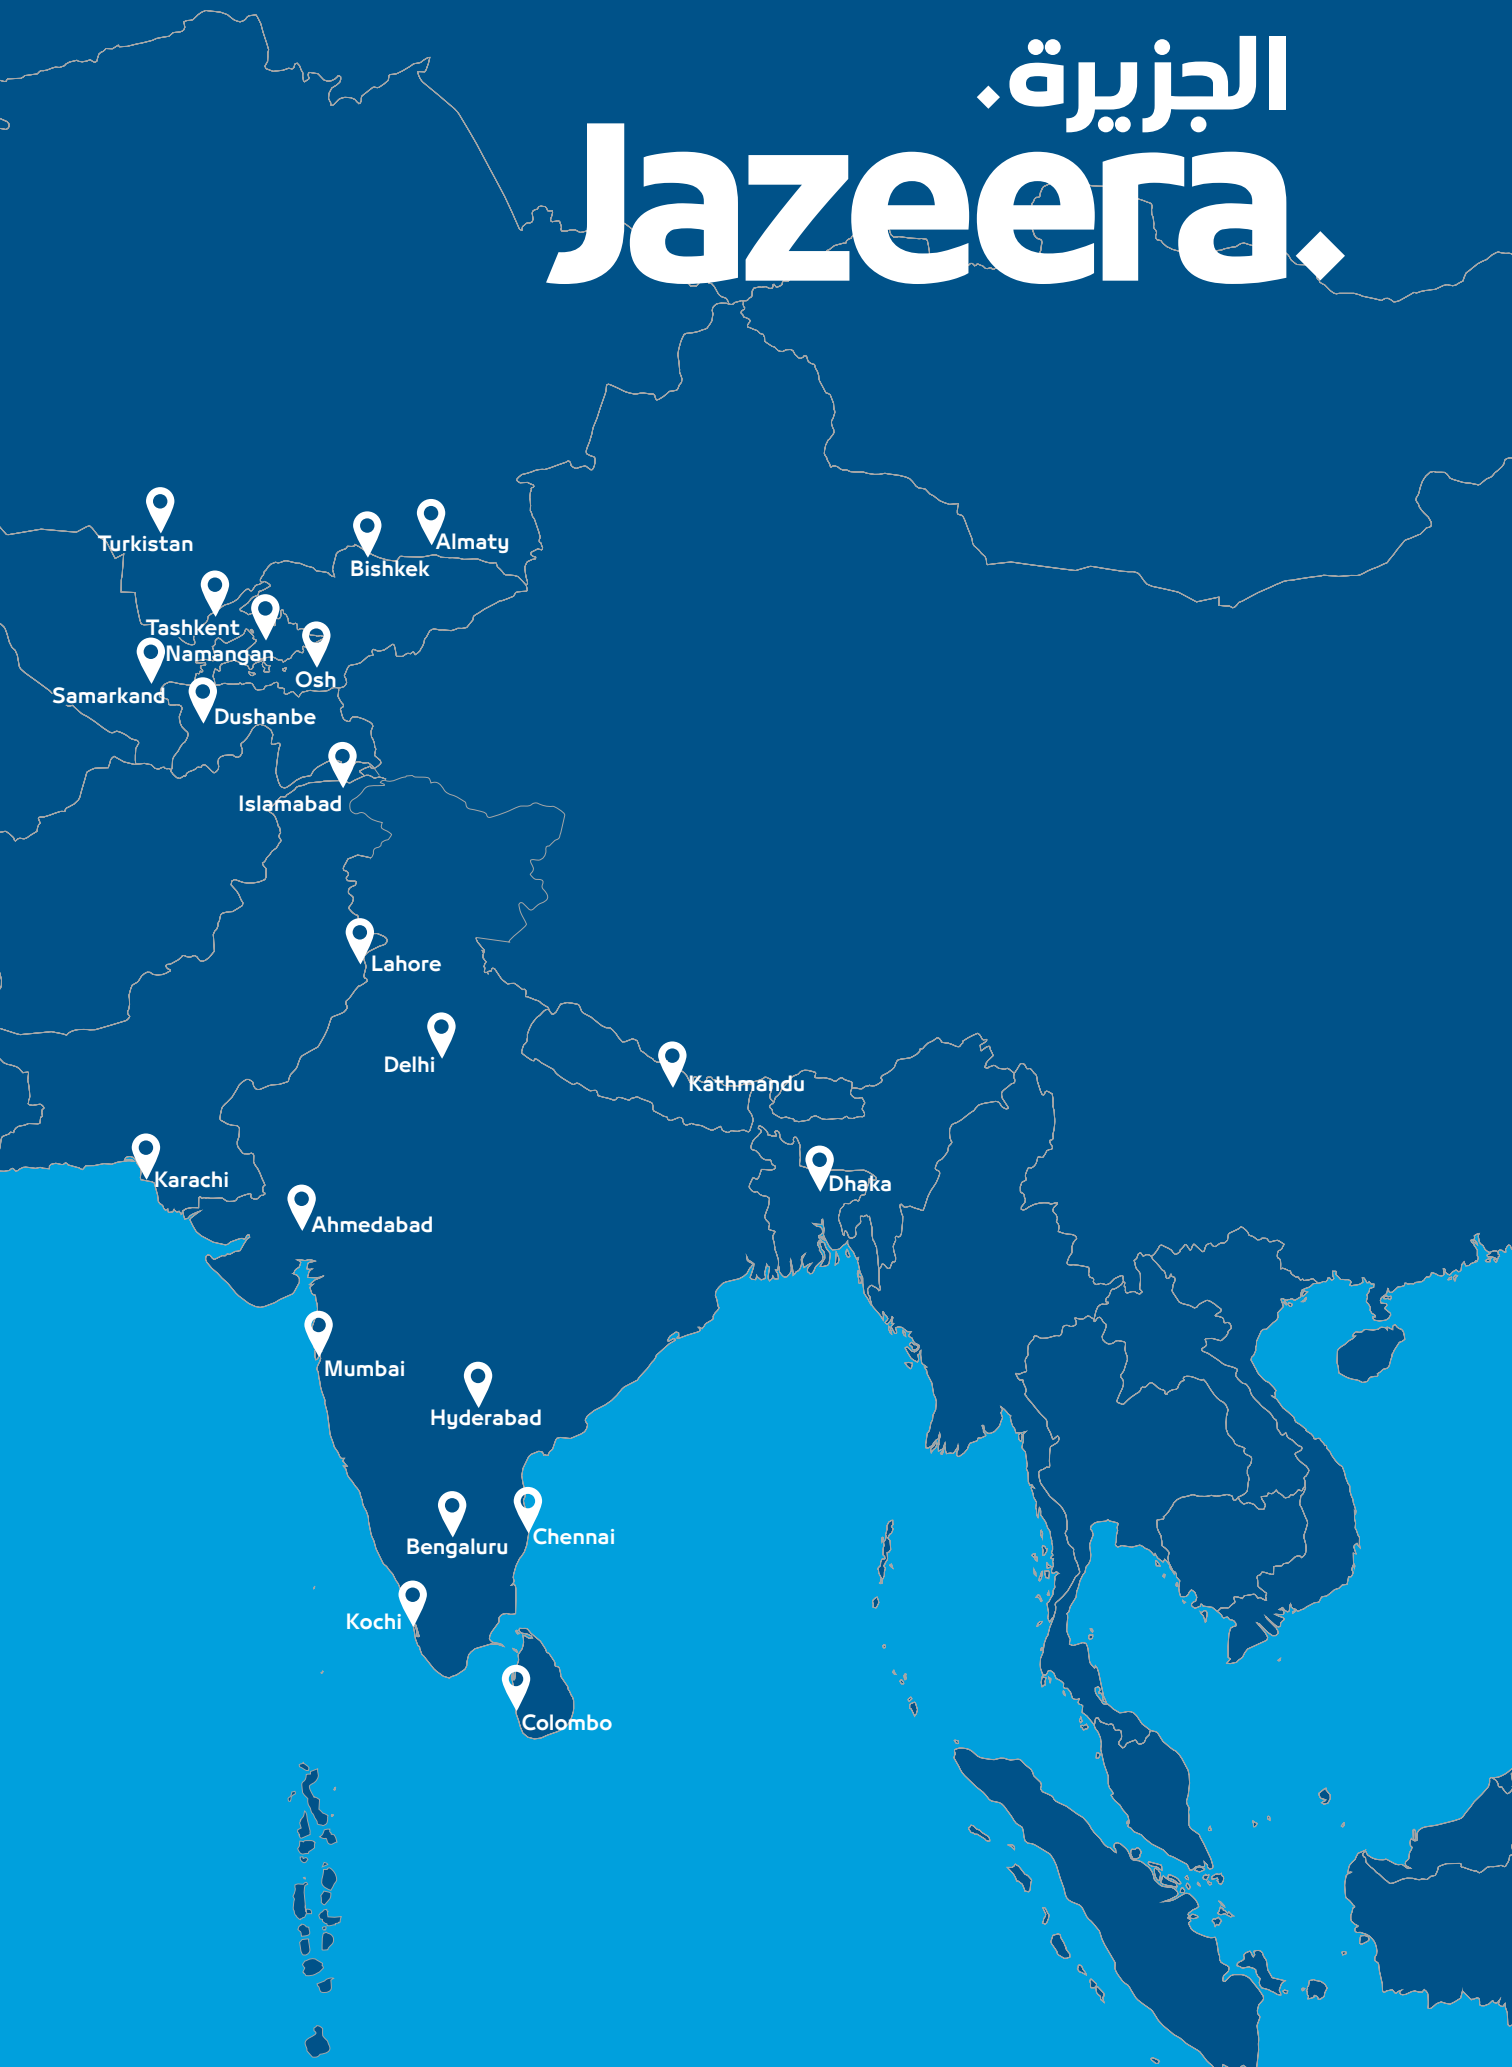 الجزيرة.
Jazeera.
Turkistan
Almaty
Bishkek
Tashkent
Namangan
Osh
Samarkand
Dushanbe
Islamabad
Lahore
Delhi
Kathmandu
Karachi
Dhaka
Ahmedabad
Mumbai
Hyderabad
Chennai
Bengaluru
Kochi
Colombo